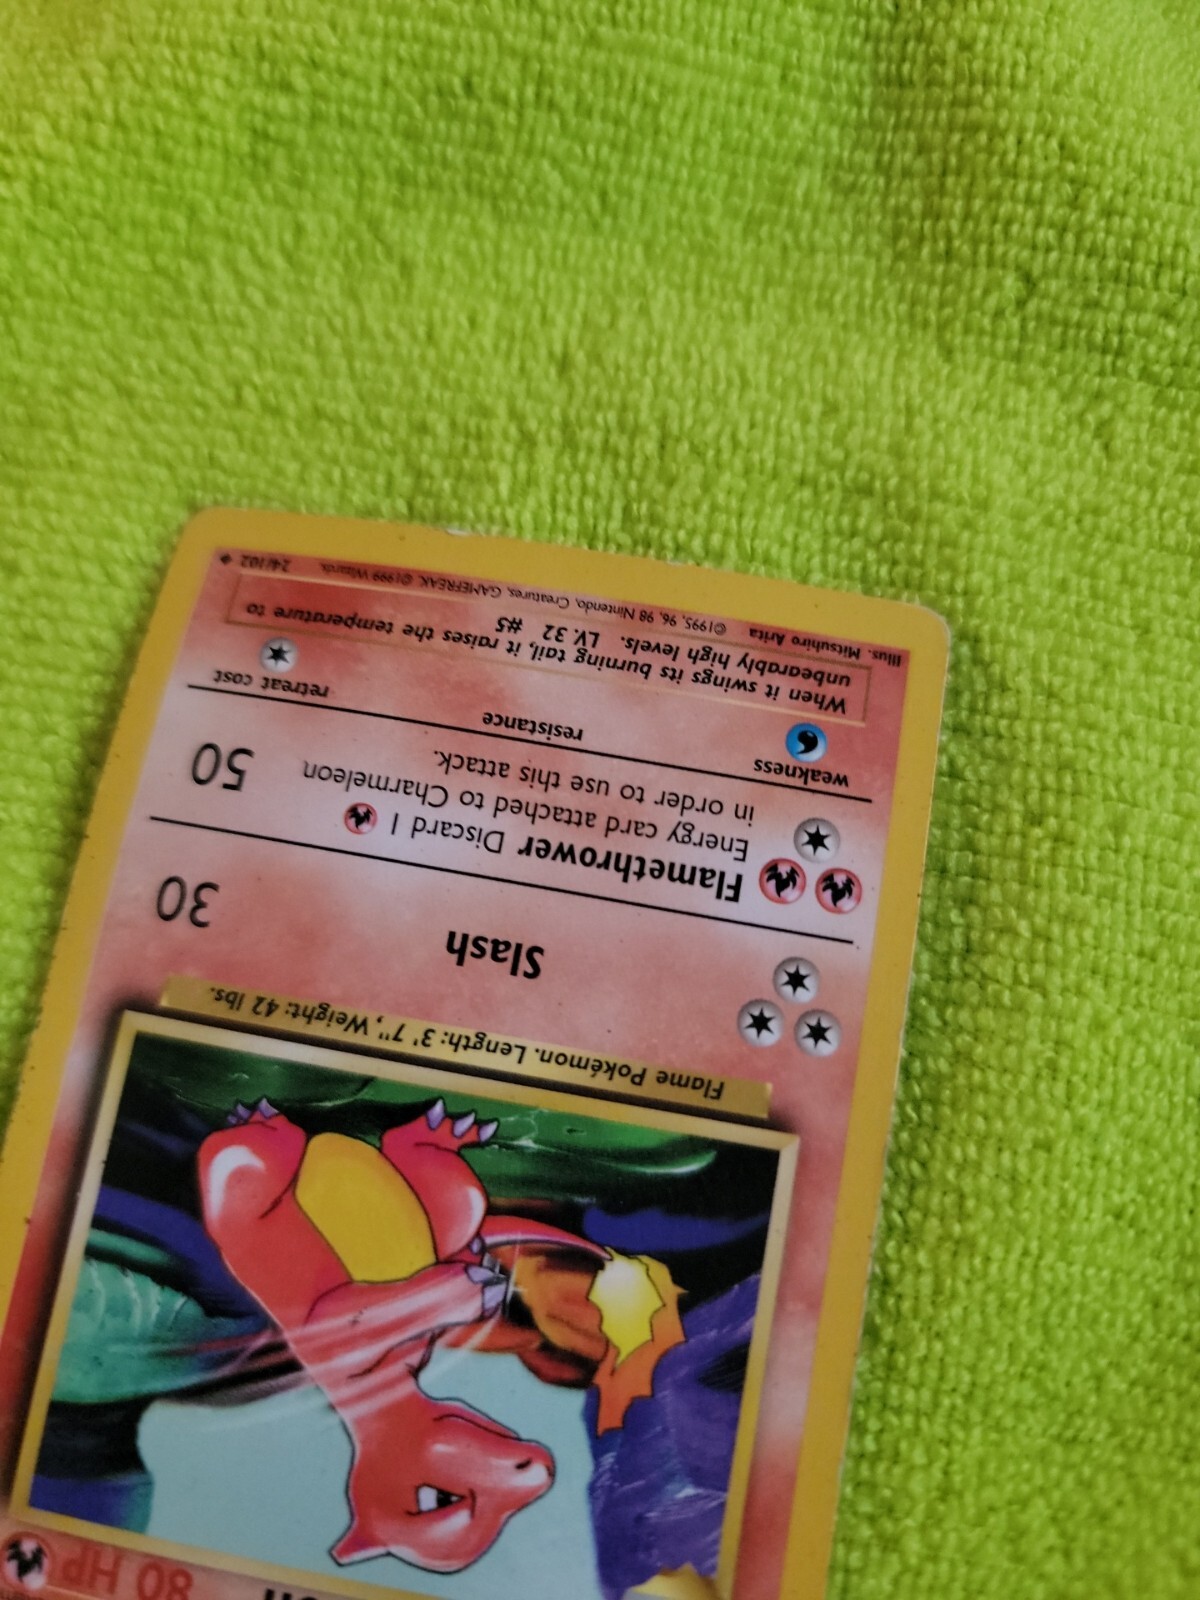 80 HP
Flame Pokémon. Length: 3' 7", Weight: 42 lbs.
Slash 30
Flamethrower Discard 1
Energy card attached to Charmeleon
in order to use this attack.
50
weakness resistance retreat cost
When it swings its burning tail, it raises the temperature to
unbearably high levels. LV. 32 #5
Illus. Mitsuhiro Arita ©1995, 96, 98 Nintendo, Creatures, GAMEFREAK. ©1999 Wizards. 24/102